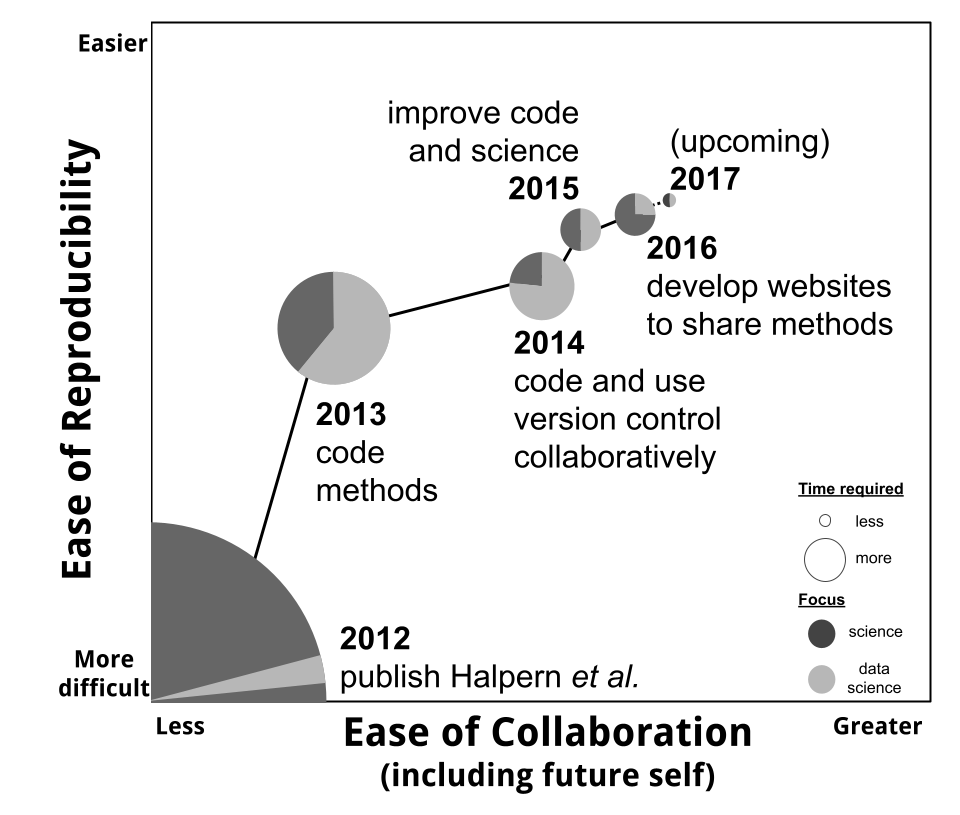 Easier
improve code
and science
2015
(upcoming)
2017
2016
develop websites
to share methods
2014
code and use
version control
collaboratively
2013
code
methods
Ease of Reproducibility
Time required
less
more
Focus
science
data
science
2012
publish Halpern et al.
More
difficult
Less
Ease of Collaboration
(including future self)
Greater